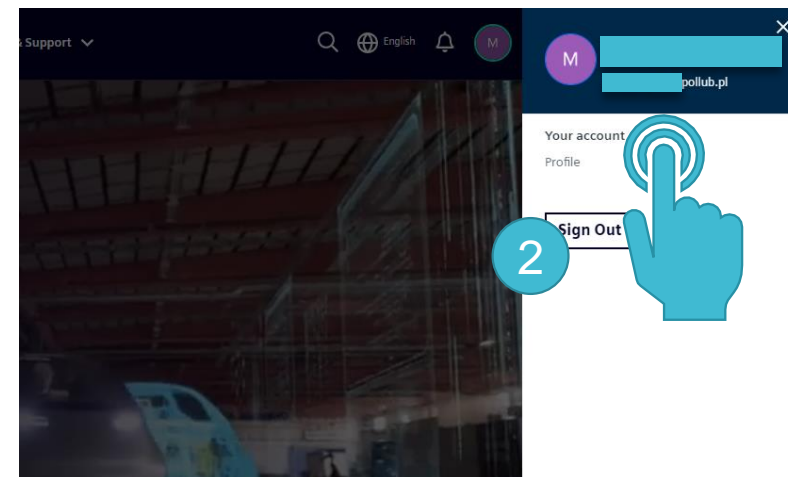 & Support
English
M
M
pollub.pl
Your account
Profile
Sign Out
2